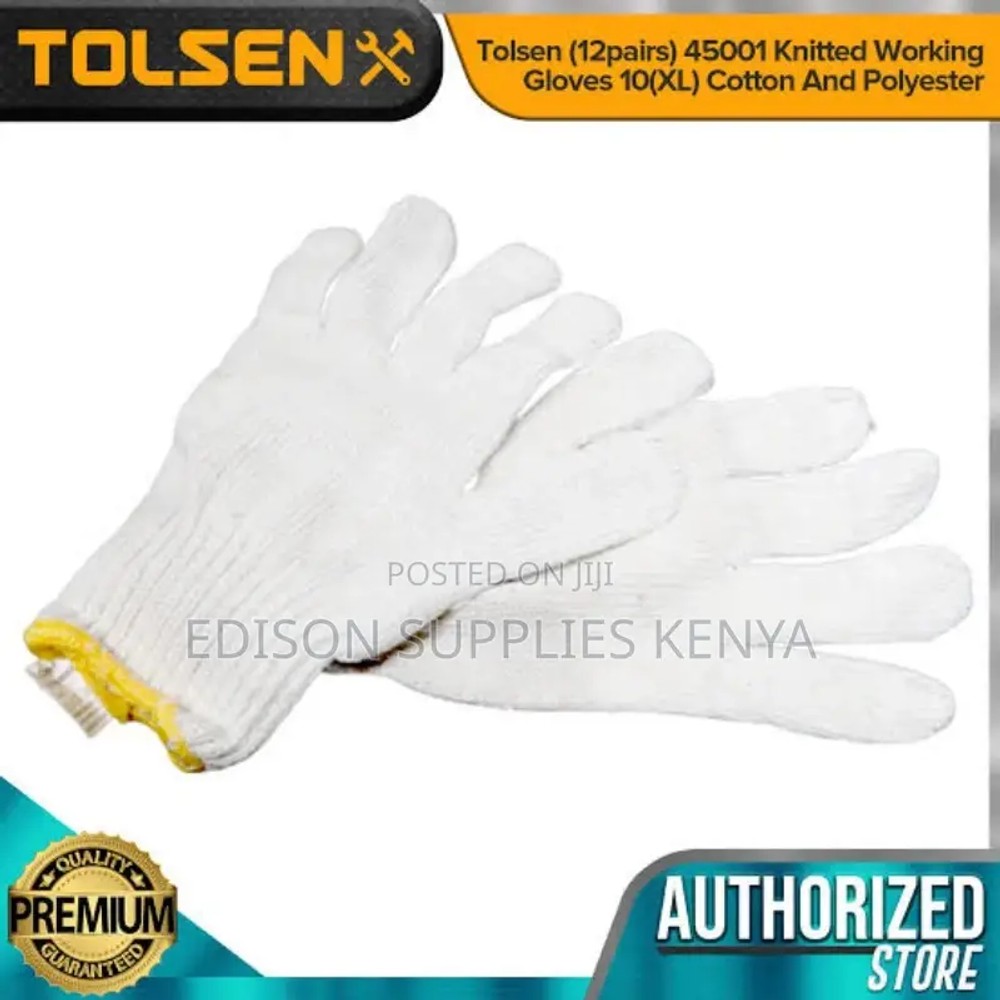 TOLSEN
Tolsen (12pairs) 45001 Knitted Working
Gloves 10(XL) Cotton And Polyester
POSTED ON JIJI
EDISON SUPPLIES KENYA
QUALITY
PREMIUM
GUARANTEED
AUTHORIZED
STORE